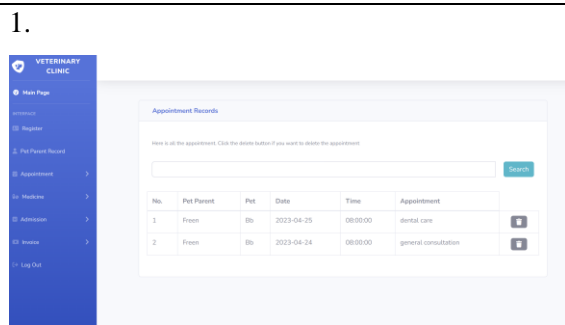 1.
VETERINARY
CLINIC
Main Page
INTERFACE
Register
Pet Parent Record
Appointment
Medicine
Admission
Invoice
Log Out
Appointment Records
Here is all the appointment. Click the delete button if you want to delete the appointment
Search
No. Pet Parent Pet Date Time Appointment
1 Freen Bb 2023-04-25 08:00:00 dental care
2 Freen Bb 2023-04-24 08:00:00 general consultation